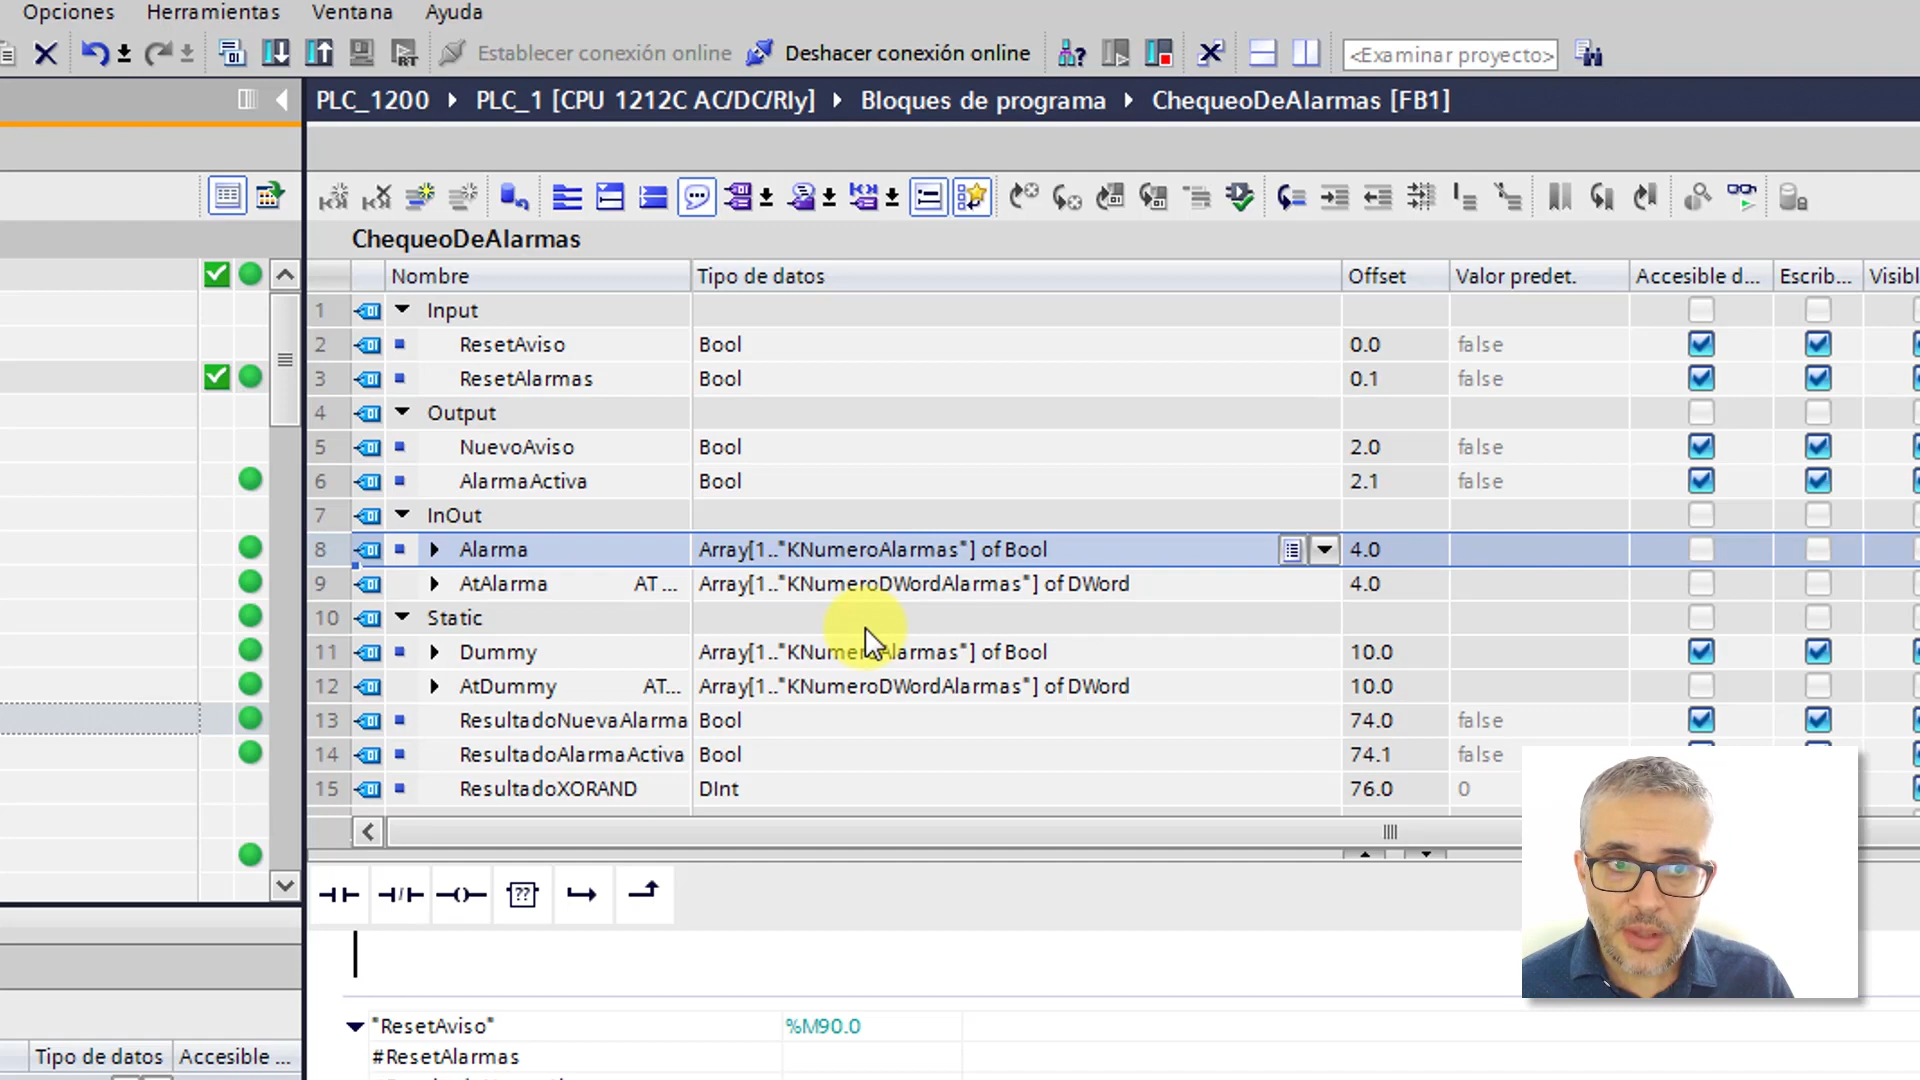 Opciones Herramientas Ventana Ayuda
Establecer conexión online Deshacer conexión online <Examinar proyecto>
PLC_1200 PLC_1 [CPU 1212C AC/DC/Rly] Bloques de programa ChequeoDeAlarmas [FB1]
ChequeoDeAlarmas
Nombre Tipo de datos Offset Valor predet. Accesible d... Escrib... Visibl
1 Input
2 ResetAviso Bool 0.0 false
3 ResetAlarmas Bool 0.1 false
4 Output
5 NuevoAviso Bool 2.0 false
6 AlarmaActiva Bool 2.1 false
7 InOut
8 Alarma Array[1.."KNumeroAlarmas"] of Bool 4.0
9 AtAlarma AT... Array[1.."KNumeroDWordAlarmas"] of DWord 4.0
10 Static
11 Dummy Array[1.."KNumeroAlarmas"] of Bool 10.0
12 AtDummy AT... Array[1.."KNumeroDWordAlarmas"] of DWord 10.0
13 ResultadoNuevaAlarma Bool 74.0 false
14 ResultadoAlarmaActiva Bool 74.1 false
15 ResultadoXORAND DInt 76.0 0
"ResetAviso" %M90.0
#ResetAlarmas
Tipo de datos Accesible ...